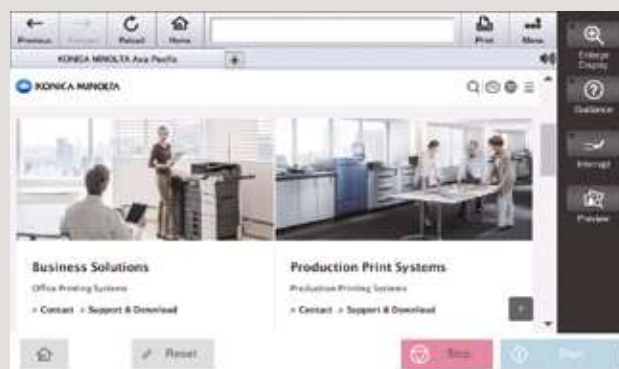 Previous Forward Reload Home Print Menu
KONICA MINOLTA Asia Pacific
KONICA MINOLTA
Enlarge
Display
Guidance
Interrupt
Preview
Business Solutions
Office Printing Systems
» Contact » Support & Download
Production Print Systems
Production Printing Systems
» Contact » Support & Download
Reset
Stop
Start